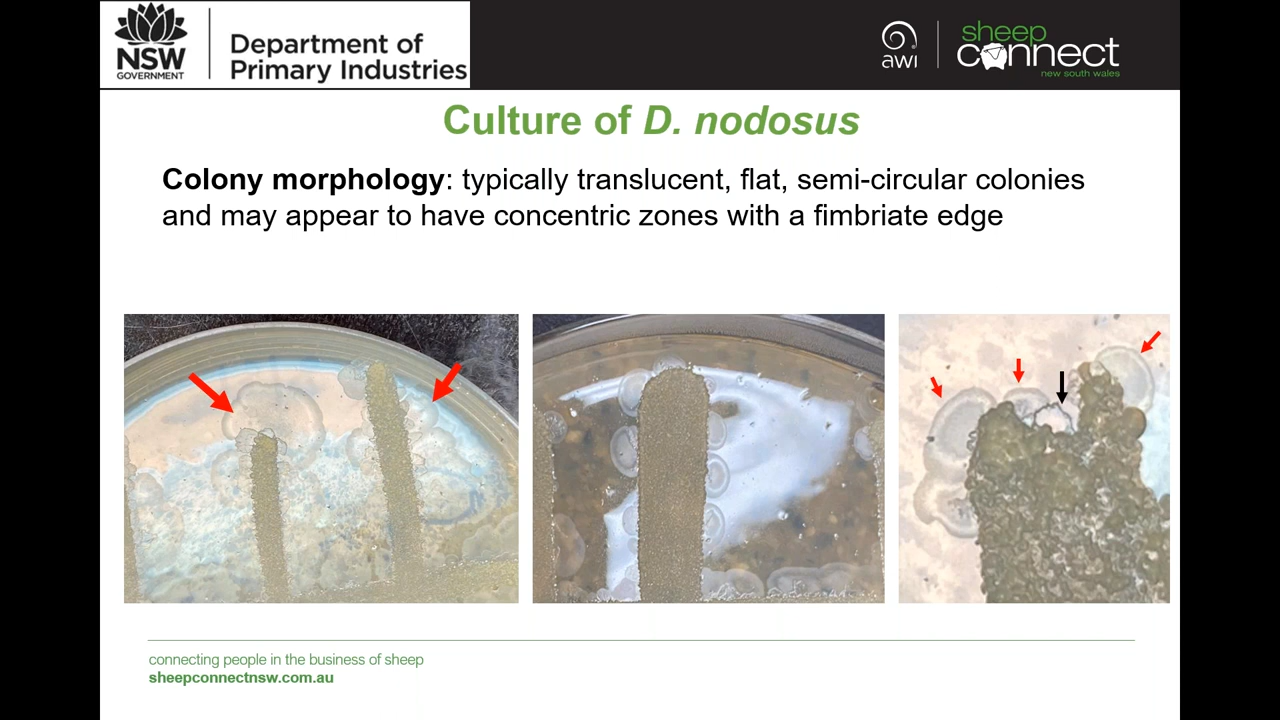 NSW
GOVERNMENT
Department of
Primary Industries
awi
sheep
connect
new south wales
Culture of D. nodosus
Colony morphology: typically translucent, flat, semi-circular colonies
and may appear to have concentric zones with a fimbriate edge
connecting people in the business of sheep
sheepconnectnsw.com.au